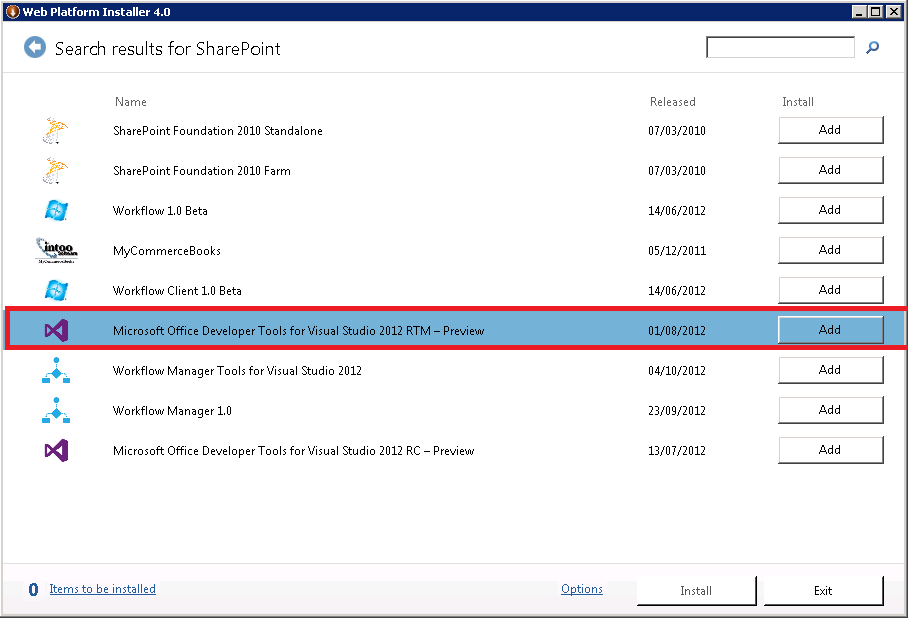 Web Platform Installer 4.0
Search results for SharePoint
Name Released Install
SharePoint Foundation 2010 Standalone 07/03/2010 Add
SharePoint Foundation 2010 Farm 07/03/2010 Add
Workflow 1.0 Beta 14/06/2012 Add
intoo
Software
MyCommerceBooks
MyCommerceBooks 05/12/2011 Add
Workflow Client 1.0 Beta 14/06/2012 Add
Microsoft Office Developer Tools for Visual Studio 2012 RTM – Preview 01/08/2012 Add
Workflow Manager Tools for Visual Studio 2012 04/10/2012 Add
Workflow Manager 1.0 23/09/2012 Add
Microsoft Office Developer Tools for Visual Studio 2012 RC – Preview 13/07/2012 Add
0 Items to be installed Options Install Exit